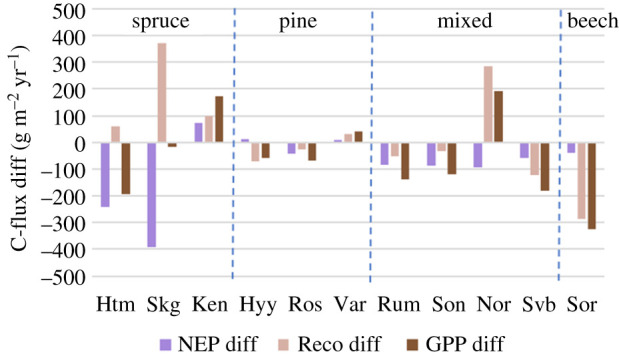 spruce pine mixed beech
C-flux diff (g m−2 yr−1)
500
400
300
200
100
0
−100
−200
−300
−400
−500
Htm Skg Ken Hyy Ros Var Rum Son Nor Svb Sor
NEP diff Reco diff GPP diff